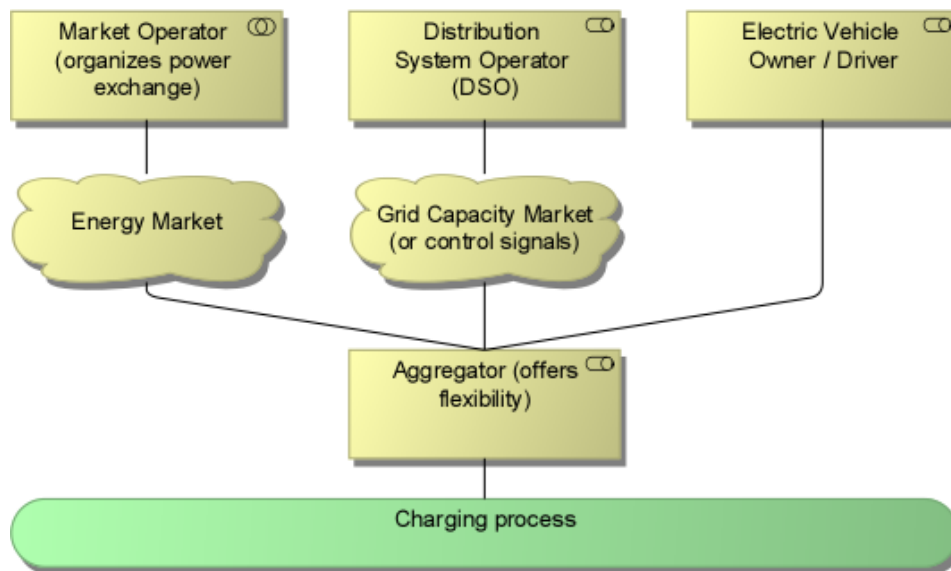 Market Operator
(organizes power
exchange)
Distribution
System Operator
(DSO)
Electric Vehicle
Owner / Driver
Energy Market
Grid Capacity Market
(or control signals)
Aggregator (offers
flexibility)
Charging process